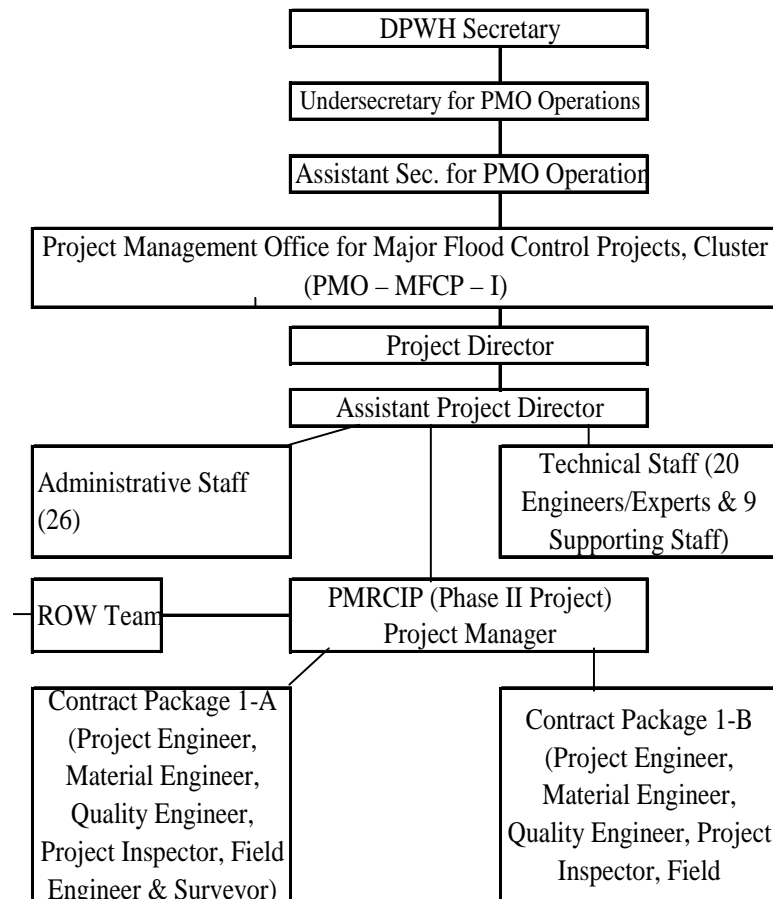 DPWH Secretary
Undersecretary for PMO Operations
Assistant Sec. for PMO Operation
Project Management Office for Major Flood Control Projects, Cluster
(PMO – MFCP – I)
Project Director
Assistant Project Director
Administrative Staff
(26)
Technical Staff (20
Engineers/Experts & 9
Supporting Staff)
ROW Team
PMRCIP (Phase II Project)
Project Manager
Contract Package 1-A
(Project Engineer,
Material Engineer,
Quality Engineer,
Project Inspector, Field
Engineer & Surveyor)
Contract Package 1-B
(Project Engineer,
Material Engineer,
Quality Engineer, Project
Inspector, Field